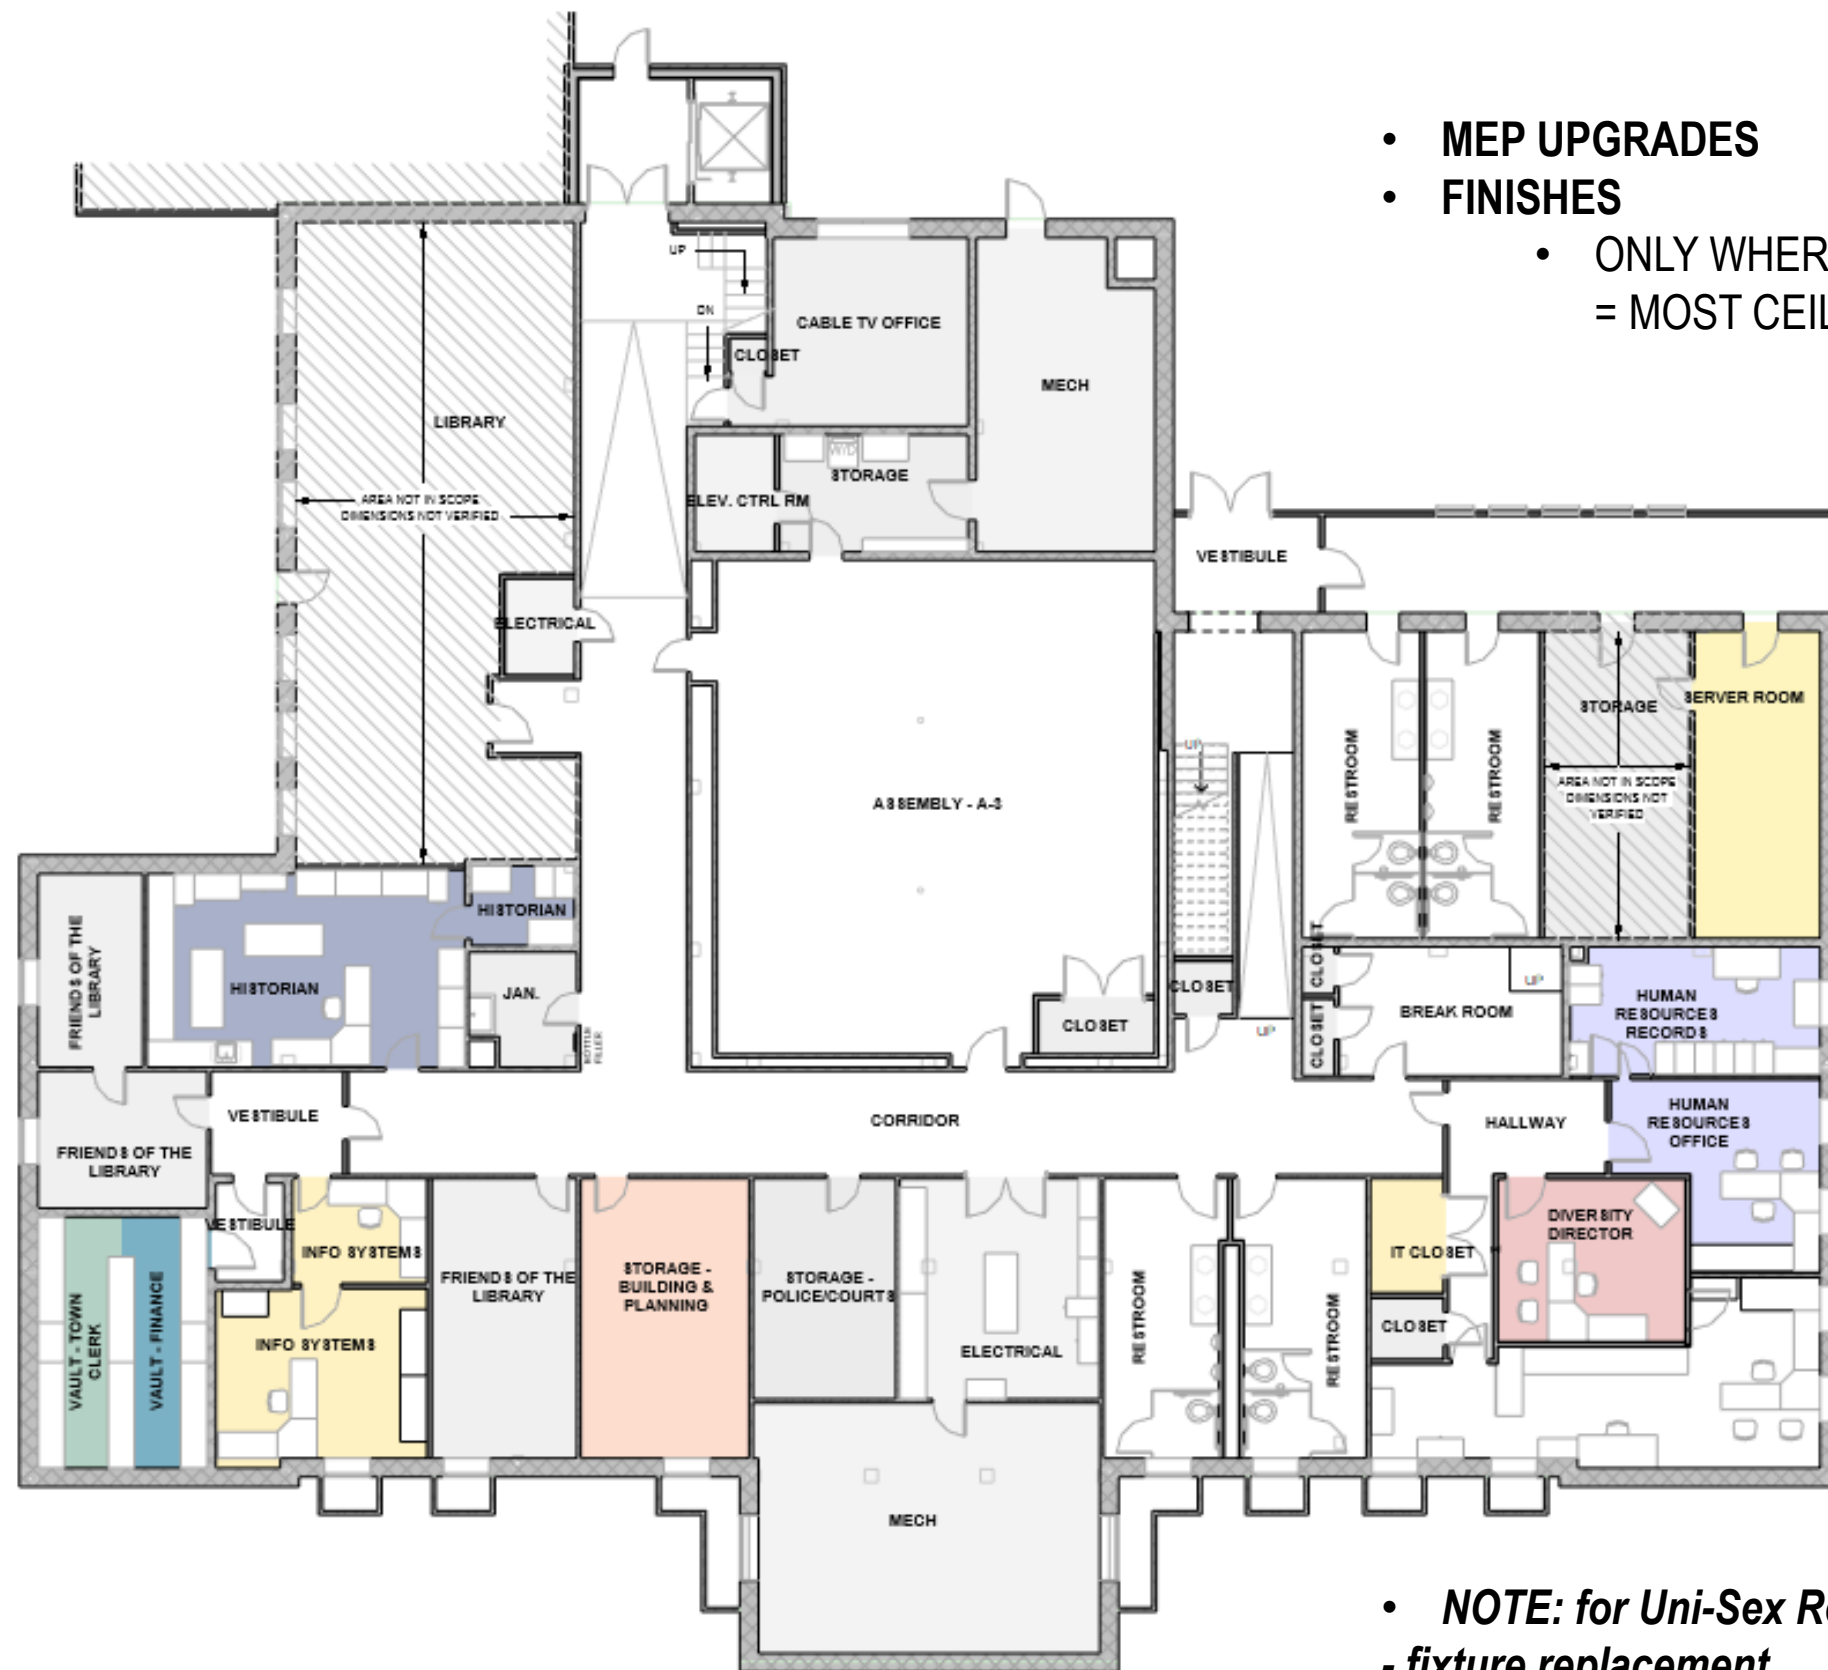 • MEP UPGRADES
• FINISHES
• ONLY WHER
= MOST CEIL
UP
DN
CABLE TV OFFICE
CLOSET
MECH
LIBRARY
W/D
STORAGE
ELEV. CTRL RM
AREA NOT IN SCOPE
DIMENSIONS NOT VERIFIED
VESTIBULE
ELECTRICAL
STORAGE
SERVER ROOM
RESTROOM
RESTROOM
UP
AREA NOT IN SCOPE
DIMENSIONS NOT
VERIFIED
ASSEMBLY - A-3
HISTORIAN
FRIENDS OF THE
LIBRARY
HISTORIAN
JAN.
BOTTLE
FILLER
CLOSET
CLOSET
UP
CLOSET
CLOSET
BREAK ROOM
UP
HUMAN
RESOURCES
RECORDS
VESTIBULE
CORRIDOR
HALLWAY
HUMAN
RESOURCES
OFFICE
FRIENDS OF THE
LIBRARY
VESTIBULE
INFO SYSTEMS
FRIENDS OF THE
LIBRARY
STORAGE -
BUILDING &
PLANNING
STORAGE -
POLICE/COURTS
DIVERSITY
DIRECTOR
IT CLOSET
VAULT - TOWN
CLERK
VAULT - FINANCE
INFO SYSTEMS
ELECTRICAL
RESTROOM
RESTROOM
CLOSET
MECH
• NOTE: for Uni-Sex Re
- fixture replacement